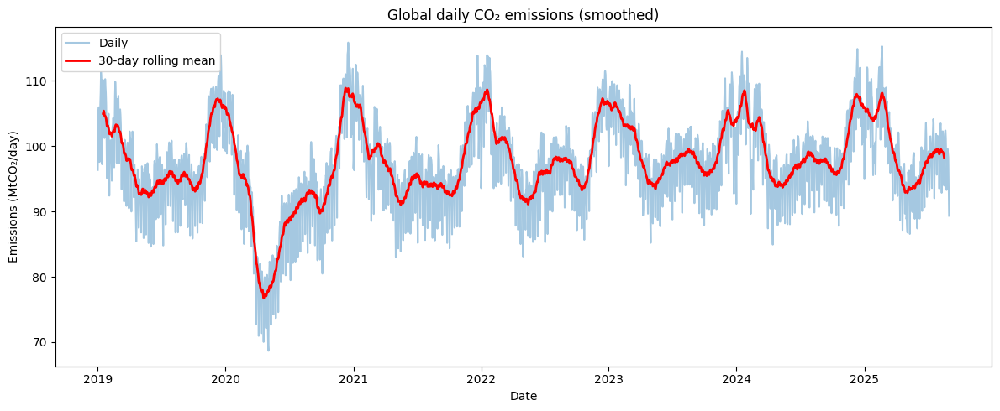 Global daily CO₂ emissions (smoothed)
Daily
30-day rolling mean
Emissions (MtCO₂/day)
110
100
90
80
70
2019
2020
2021
2022
2023
2024
2025
Date